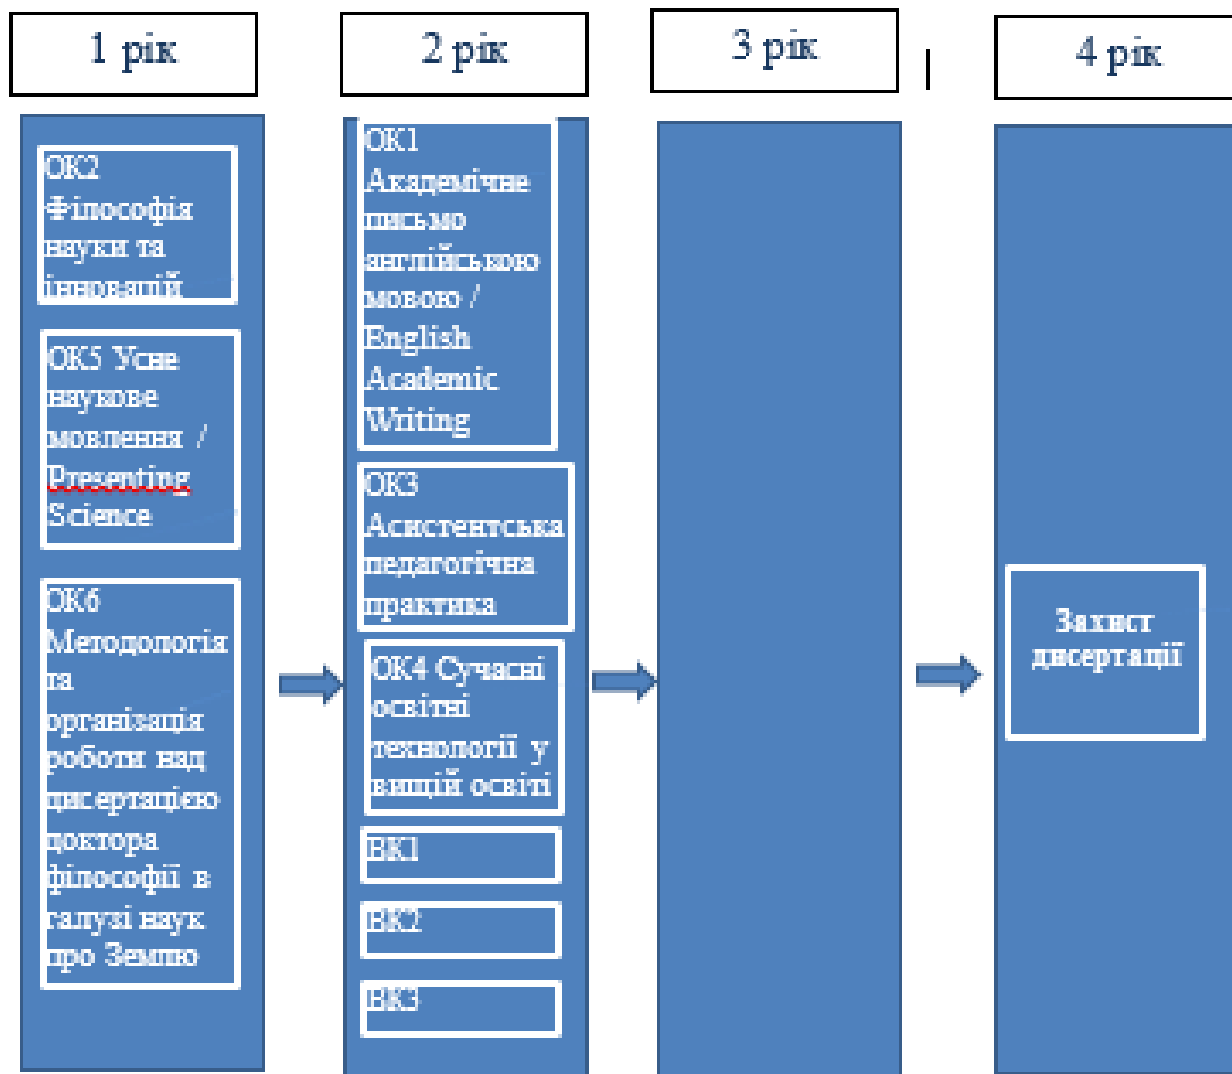 1 рік
2 рік
3 рік
4 рік
ОК2
Філософія
науки та
інновацій
ОК5 Усне
наукове
мовлення /
Presenting
Science
ОК6
Методологія
та
організація
роботи над
дисертацією
доктора
філософії в
галузі наук
про Землю
ОК1
Академічне
письмо
англійською
мовою /
English
Academic
Writing
ОК3
Асистентська
педагогічна
практика
ОК4 Сучасні
освітні
технології у
вищій освіті
ВК1
ВК2
ВК3
Захист
дисертації